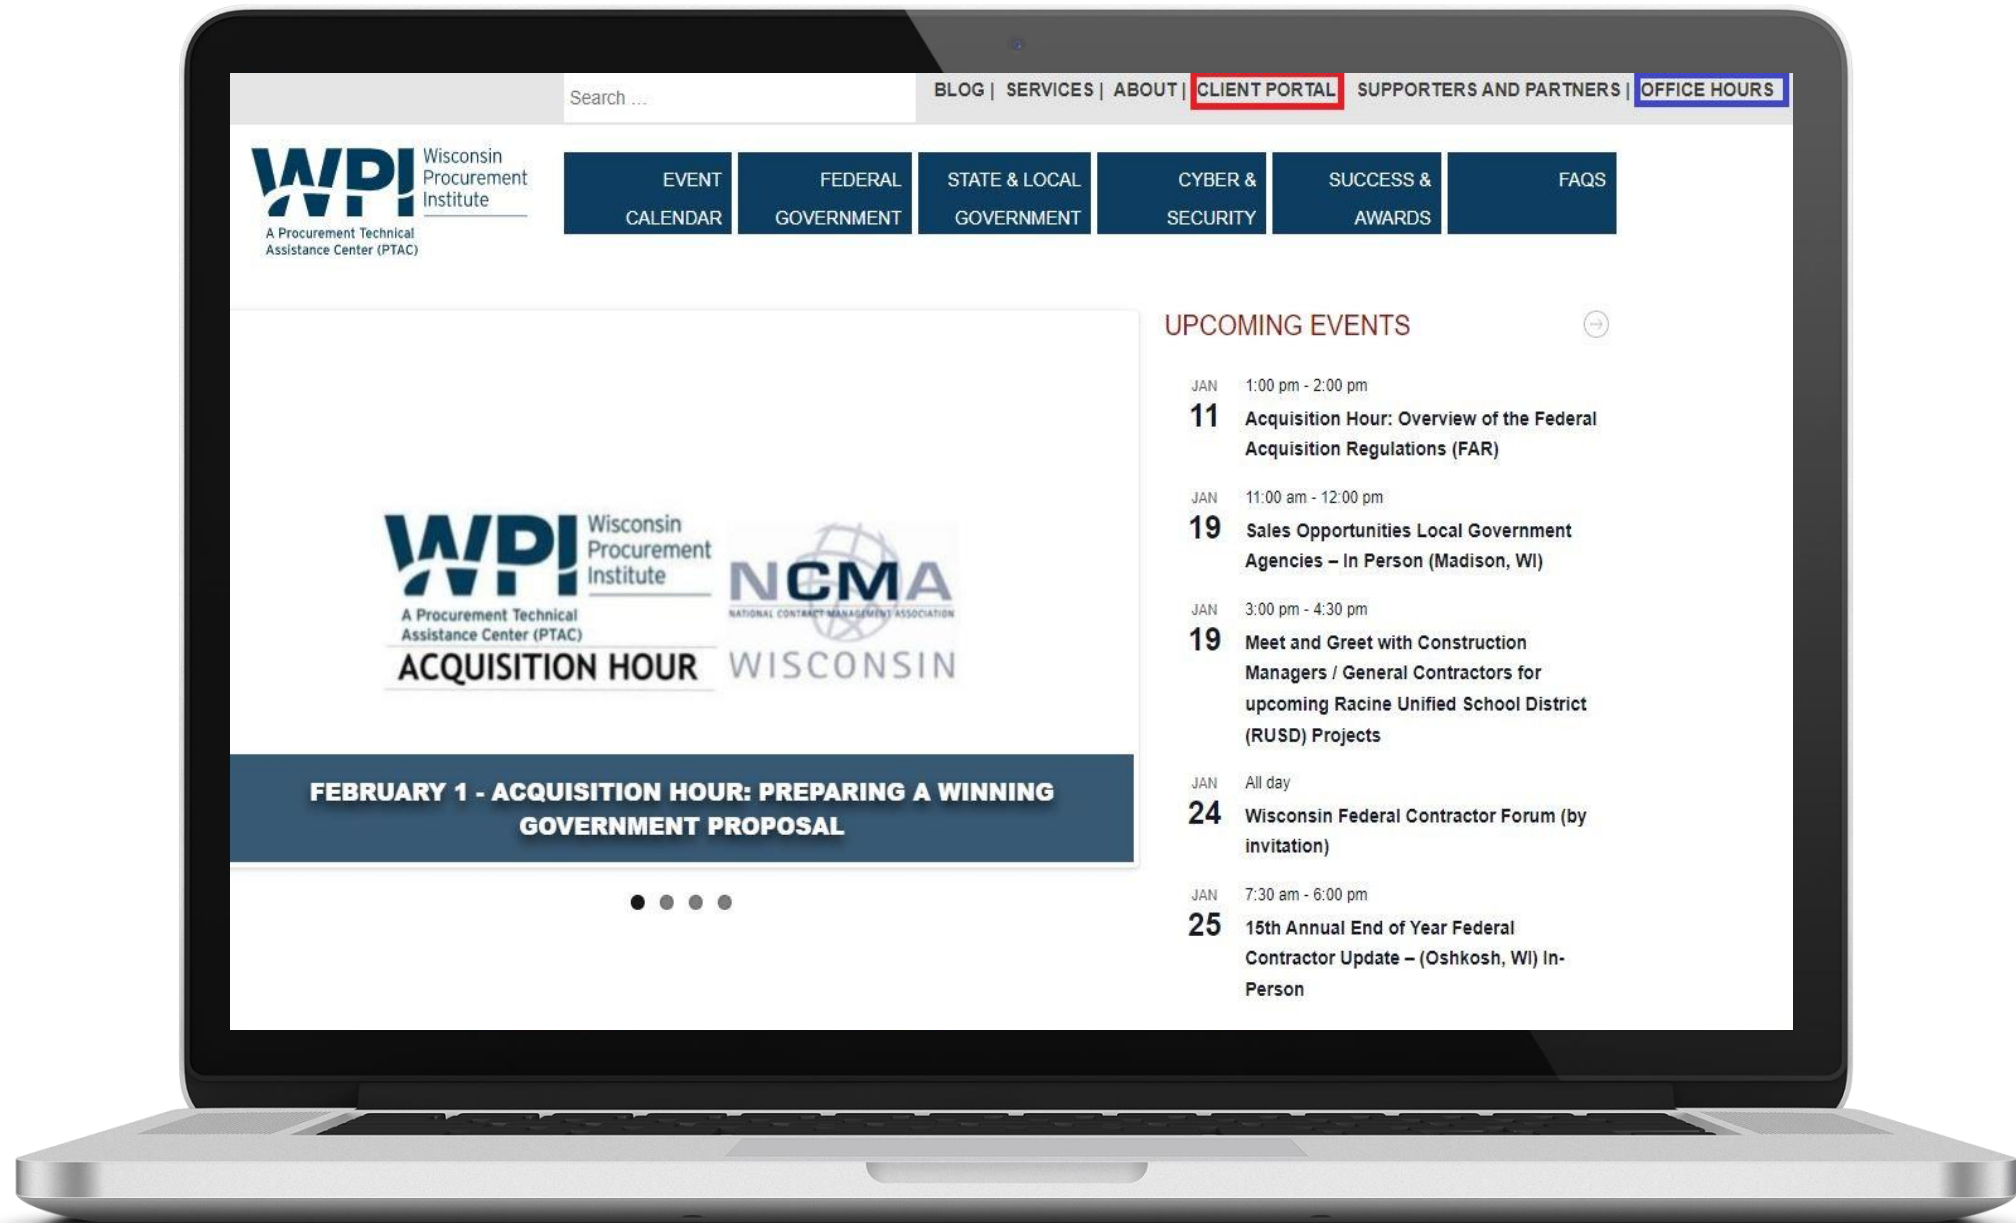 Search ...
BLOG | SERVICES | ABOUT | CLIENT PORTAL SUPPORTERS AND PARTNERS | OFFICE HOURS
WPI
Wisconsin
Procurement
Institute
A Procurement Technical
Assistance Center (PTAC)
EVENT
CALENDAR
FEDERAL
GOVERNMENT
STATE & LOCAL
GOVERNMENT
CYBER &
SECURITY
SUCCESS &
AWARDS
FAQS
WPI
Wisconsin
Procurement
Institute
A Procurement Technical
Assistance Center (PTAC)
ACQUISITION HOUR
NCMA
NATIONAL CONTRACT MANAGEMENT ASSOCIATION
WISCONSIN
FEBRUARY 1 - ACQUISITION HOUR: PREPARING A WINNING
GOVERNMENT PROPOSAL
UPCOMING EVENTS
JAN
11
1:00 pm - 2:00 pm
Acquisition Hour: Overview of the Federal
Acquisition Regulations (FAR)
JAN
19
11:00 am - 12:00 pm
Sales Opportunities Local Government
Agencies – In Person (Madison, WI)
JAN
19
3:00 pm - 4:30 pm
Meet and Greet with Construction
Managers / General Contractors for
upcoming Racine Unified School District
(RUSD) Projects
JAN
24
All day
Wisconsin Federal Contractor Forum (by
invitation)
JAN
25
7:30 am - 6:00 pm
15th Annual End of Year Federal
Contractor Update – (Oshkosh, WI) In-
Person